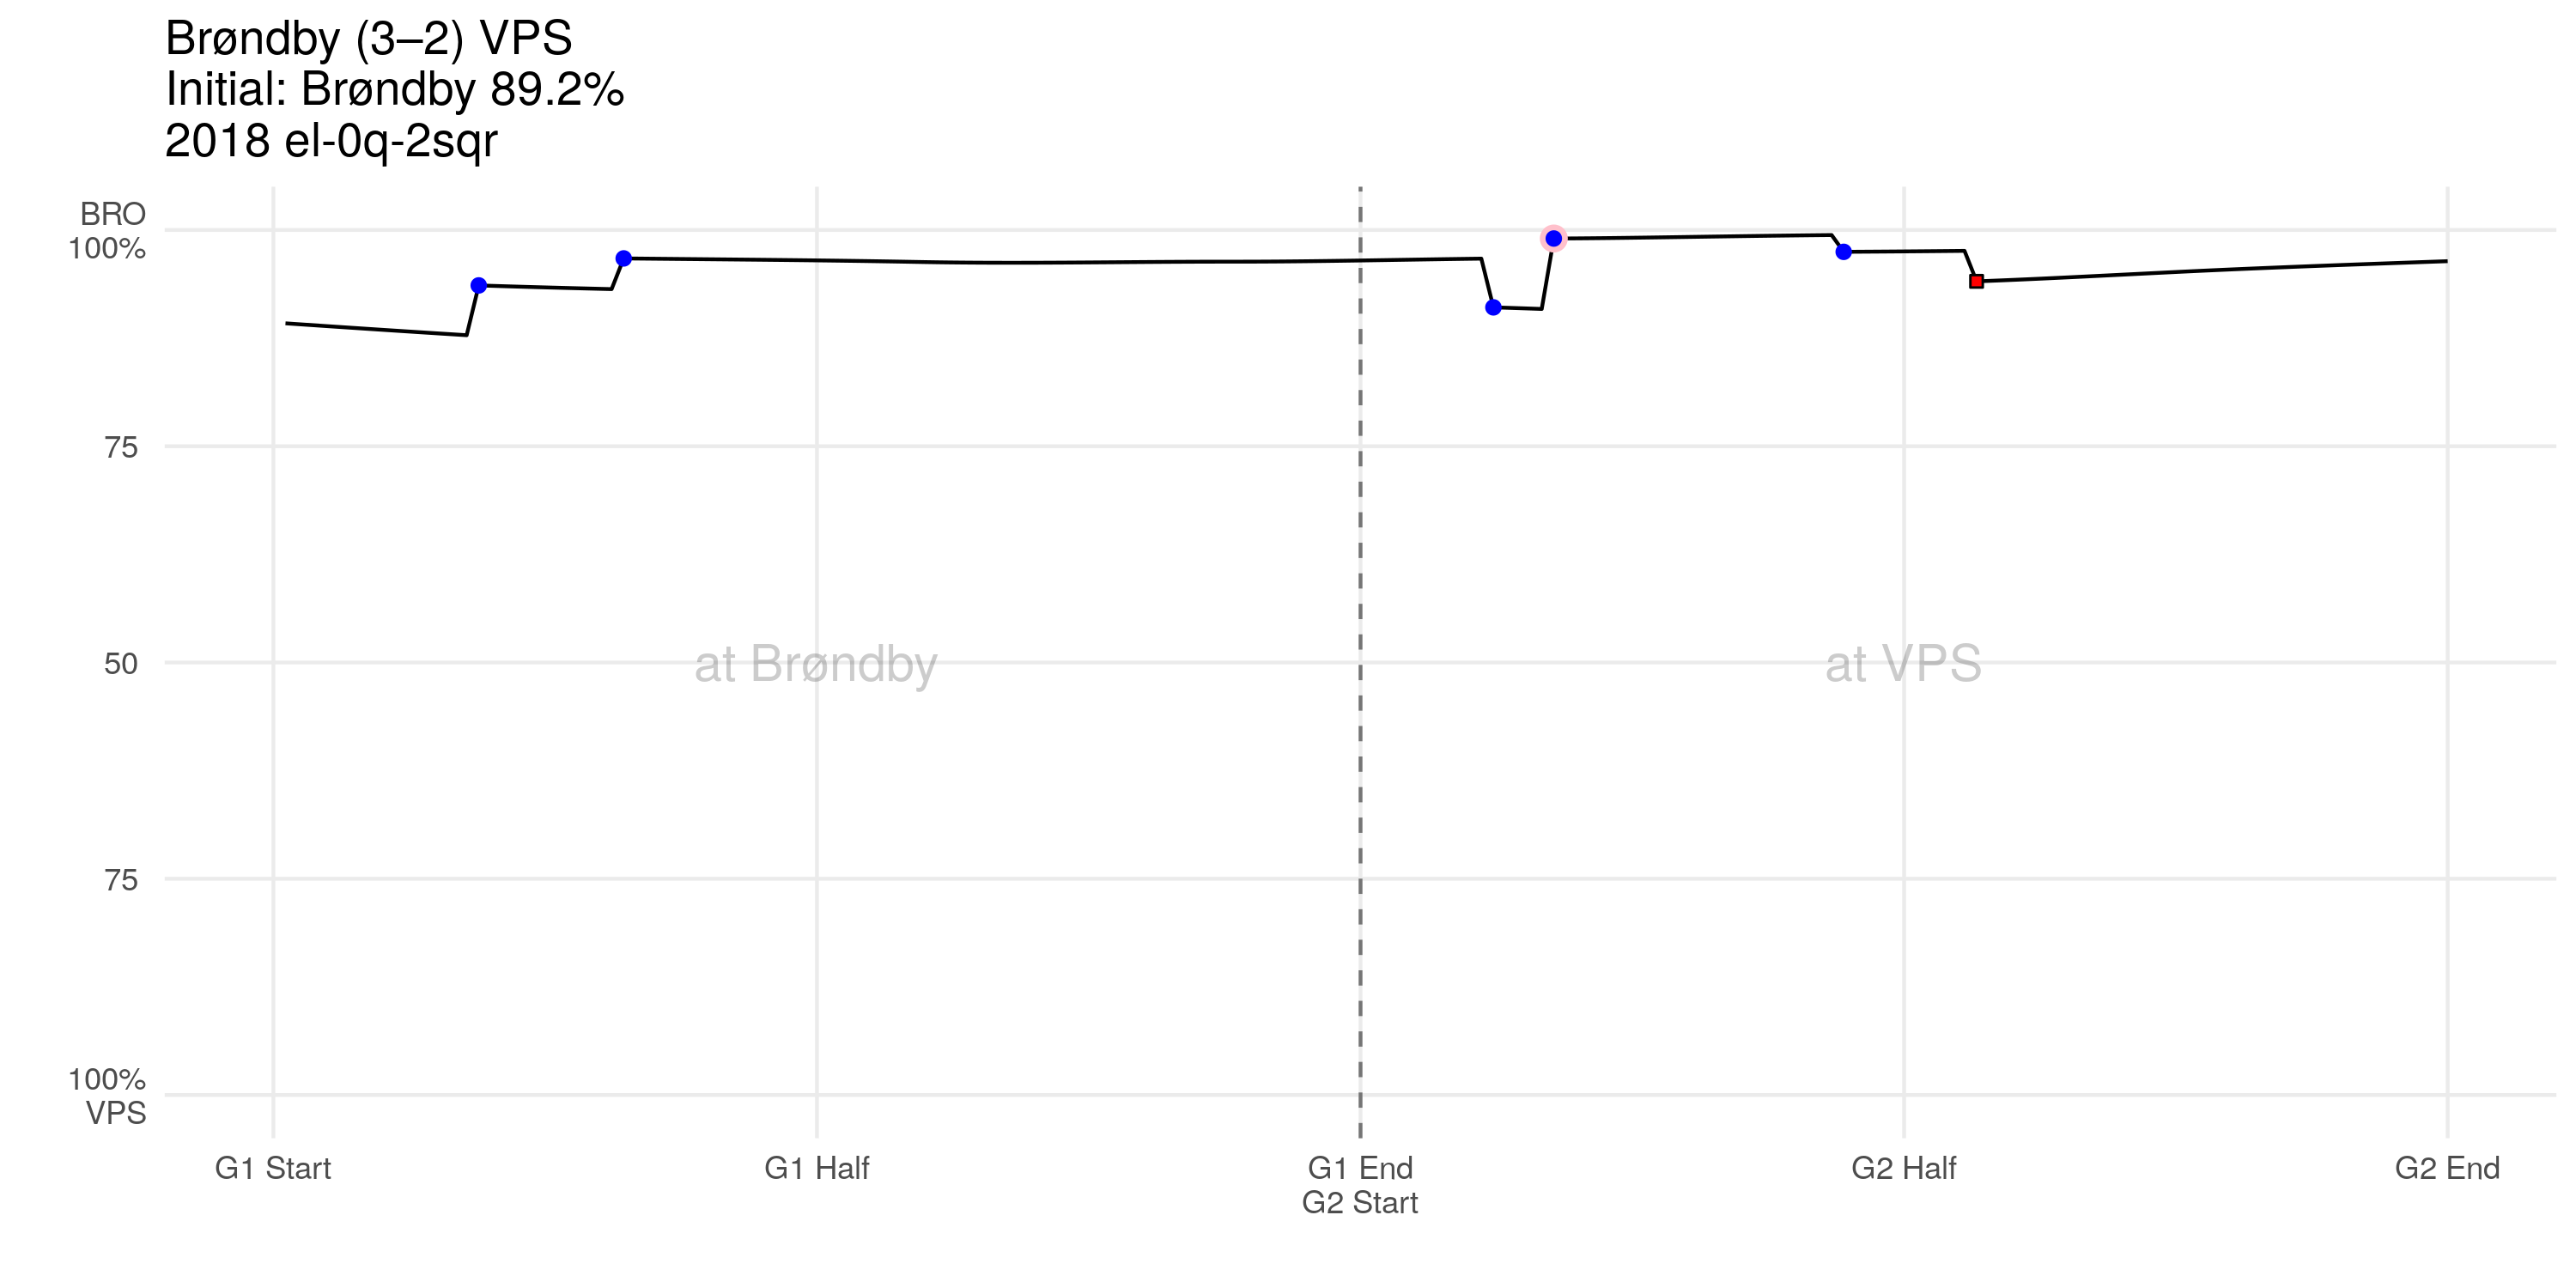 Brøndby (3–2) VPS
Initial: Brøndby 89.2%
2018 el-0q-2sqr
BRO
100%
75
50
75
100%
VPS
at Brøndby
at VPS
G1 Start
G1 Half
G1 End
G2 Start
G2 Half
G2 End